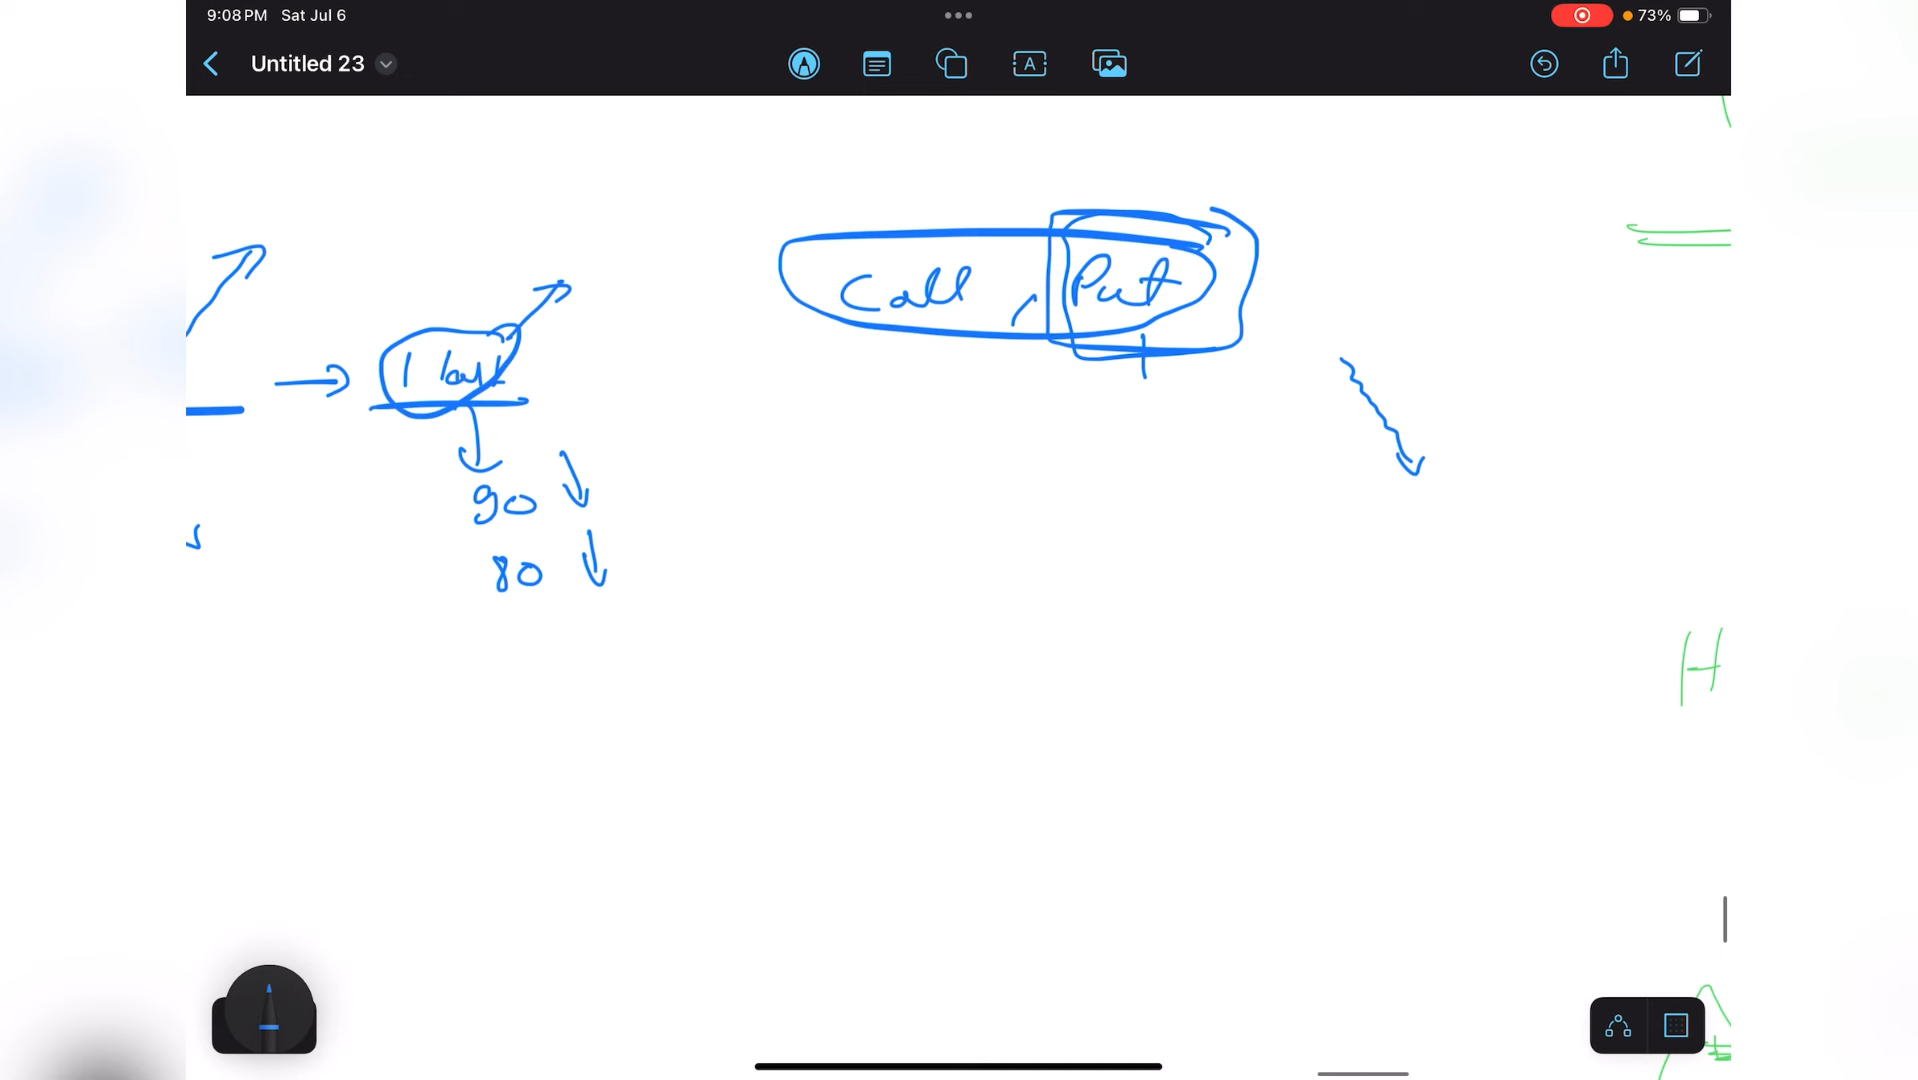 9:08 PM Sat Jul 6
73%
Untitled 23
A
Call, Put
1 lakh
90
80
H